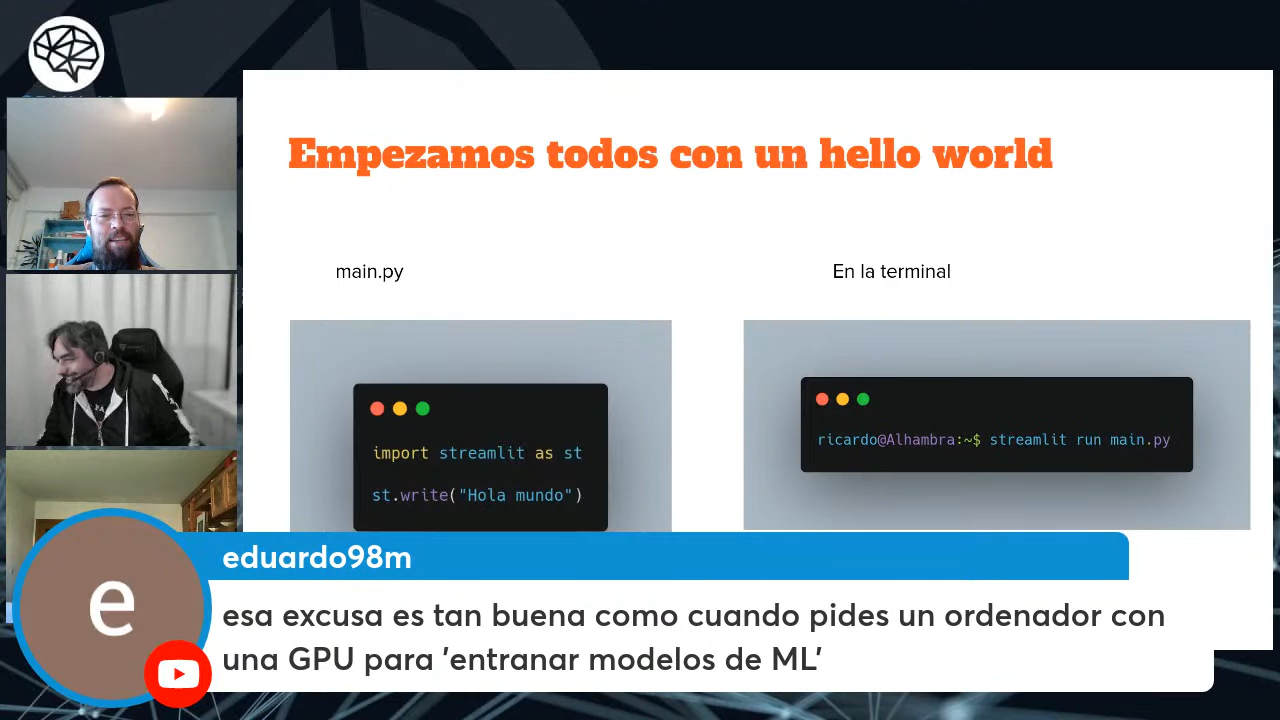 Empezamos todos con un hello world
main.py
En la terminal
import streamlit as st
st.write("Hola mundo")
ricardo@Alhambra:~$ streamlit run main.py
e
eduardo98m
esa excusa es tan buena como cuando pides un ordenador con
una GPU para 'entranar modelos de ML'